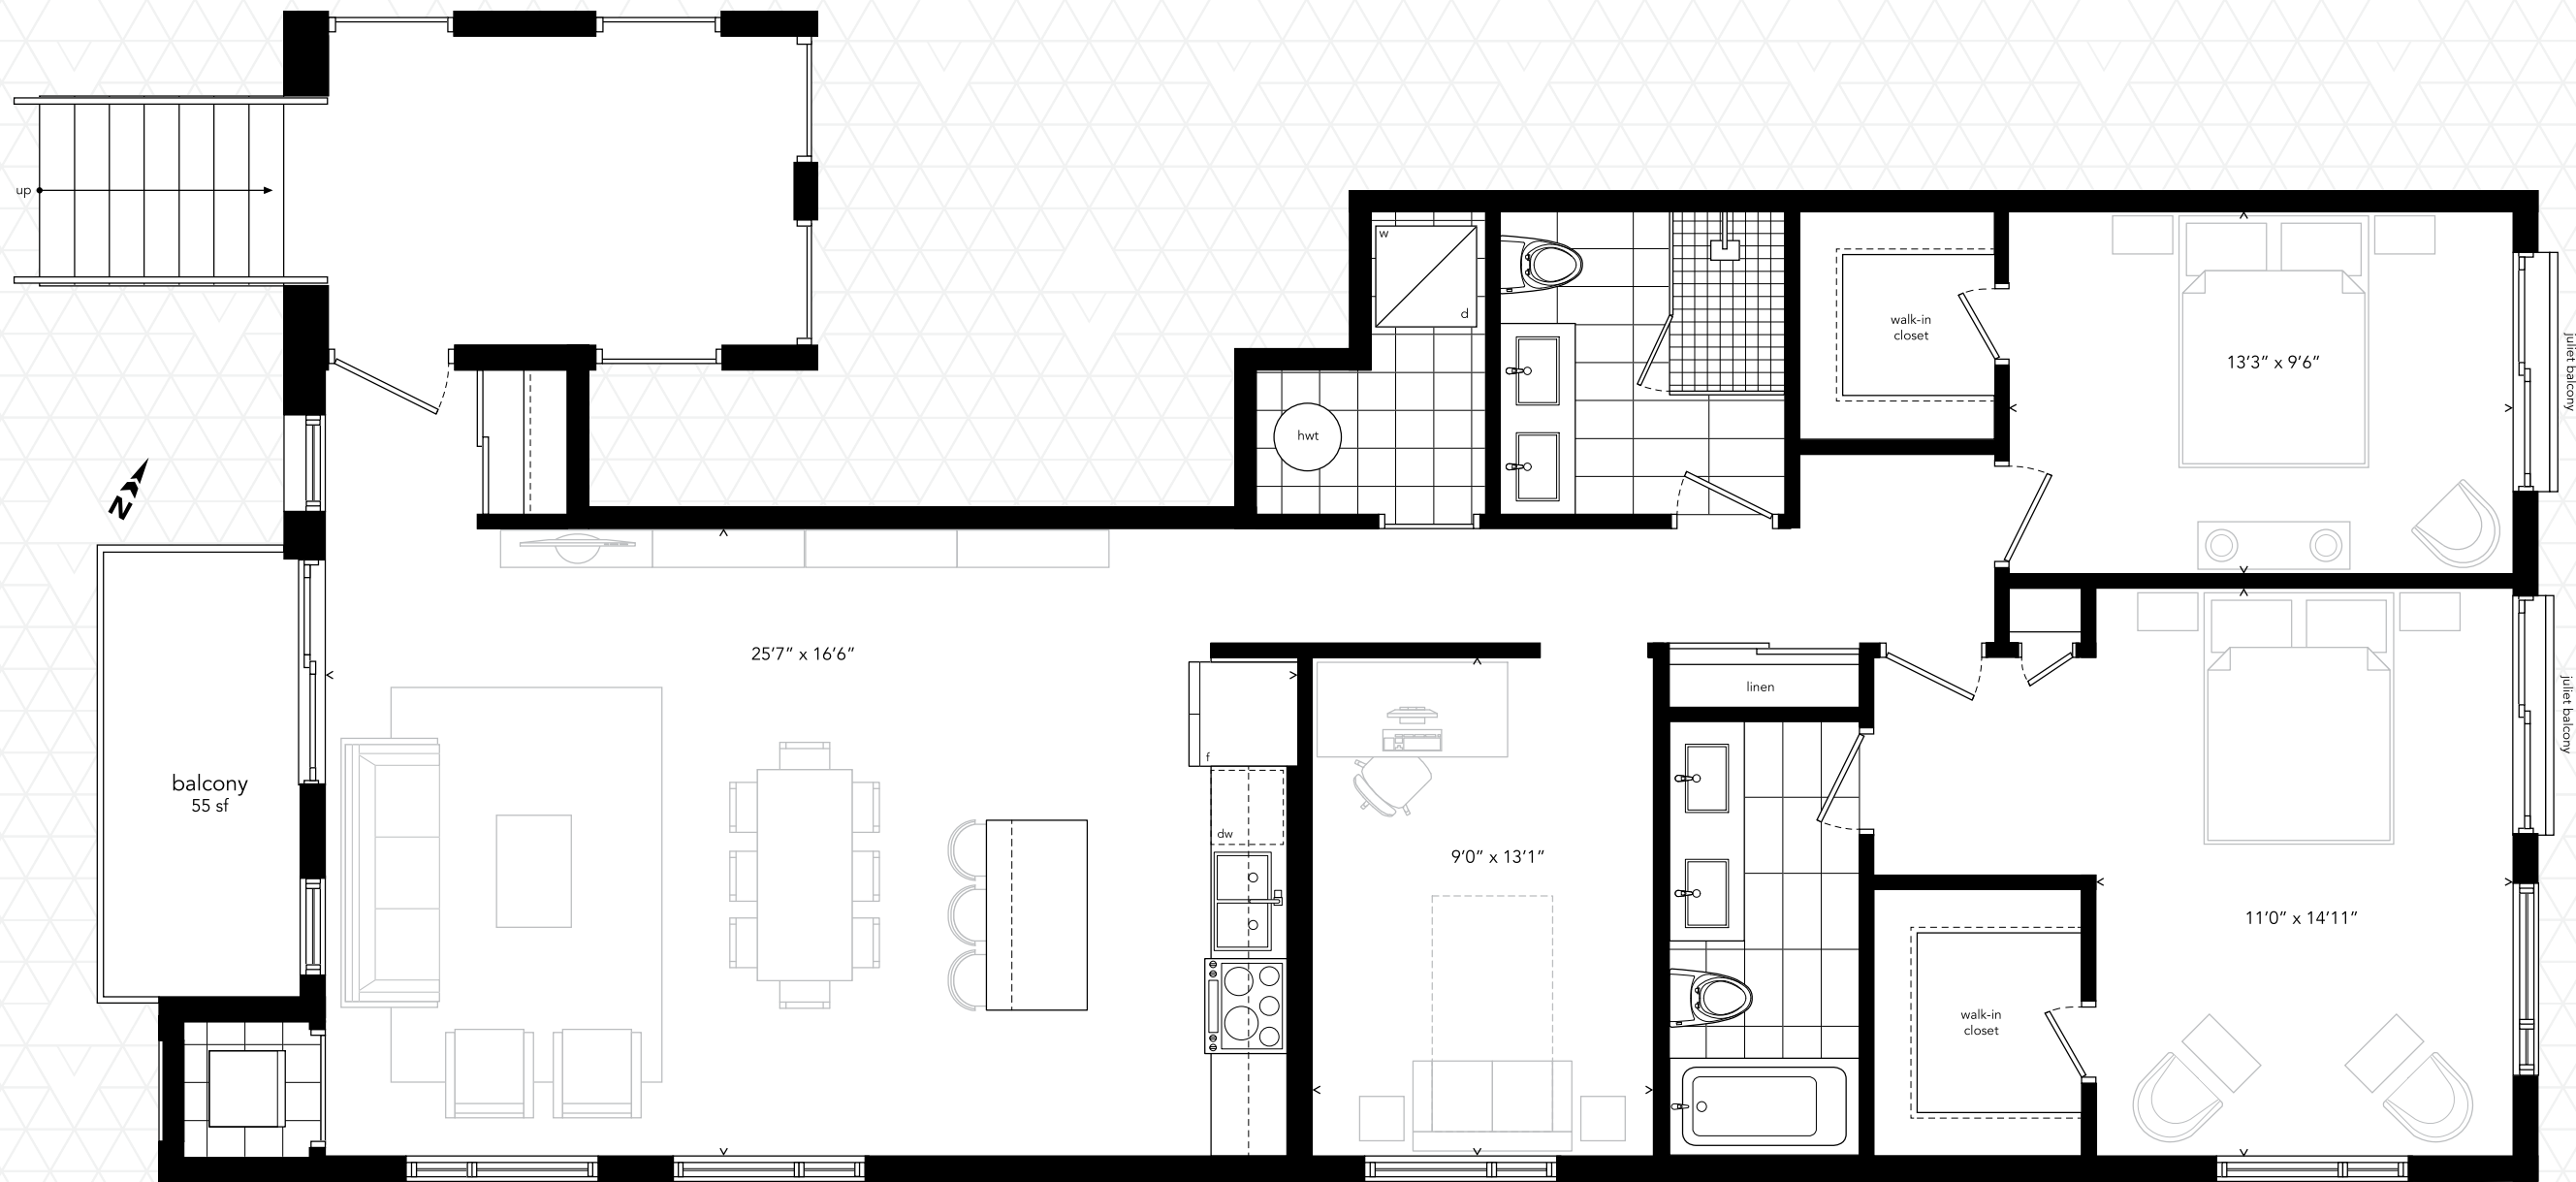 up
w
d
walk-in
closet
13’3” x 9’6”
juliet balcony
hwt
N
25’7” x 16’6”
linen
juliet balcony
f
balcony
55 sf
dw
9’0” x 13’1”
11’0” x 14’11”
walk-in
closet